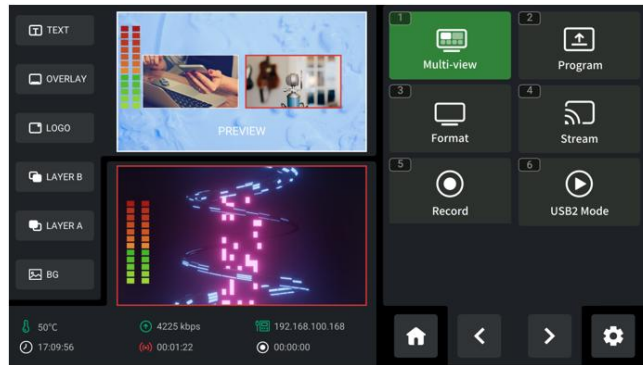 TEXT
OVERLAY
LOGO
LAYER B
LAYER A
BG
PREVIEW
50°C
4225 kbps
192.168.100.168
17:09:56
00:01:22
00:00:00
1
Multi-view
2
Program
3
Format
4
Stream
5
Record
6
USB2 Mode